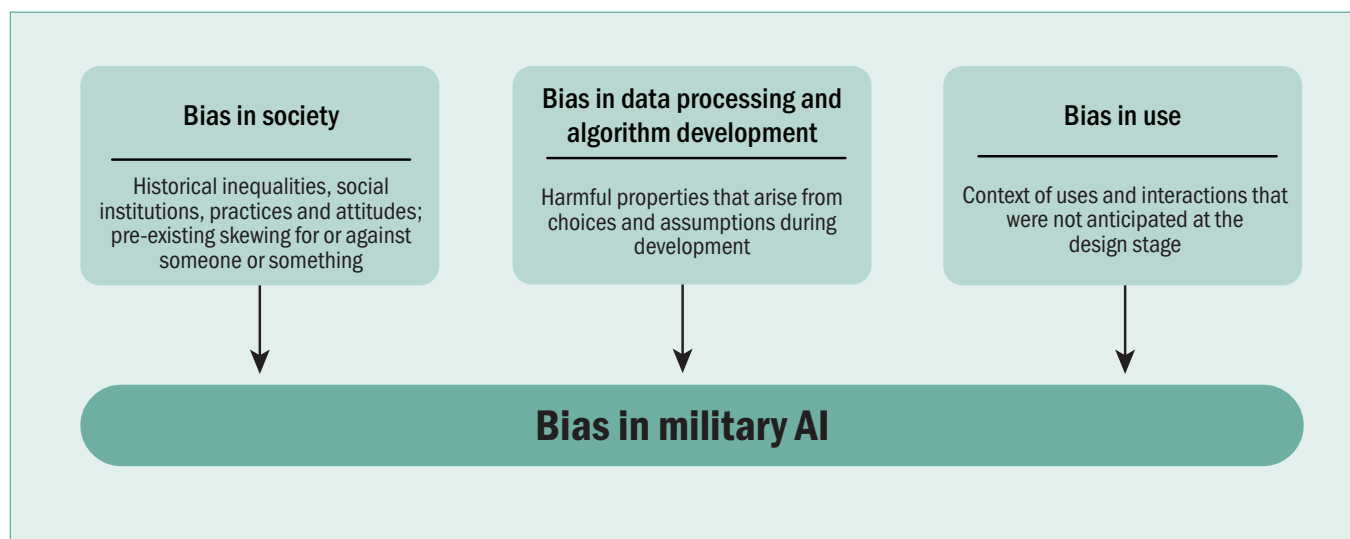 Bias in society
Historical inequalities, social
institutions, practices and attitudes;
pre-existing skewing for or against
someone or something
Bias in data processing and
algorithm development
Harmful properties that arise from
choices and assumptions during
development
Bias in use
Context of uses and interactions that
were not anticipated at the
design stage
Bias in military AI